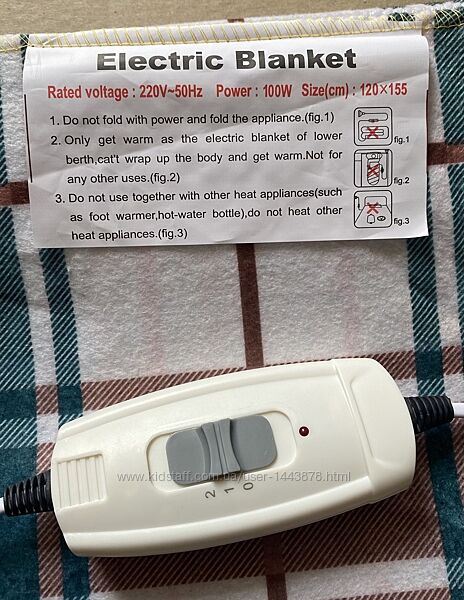 Electric Blanket
Rated voltage : 220V~50Hz Power : 100W Size(cm) : 120×155
1. Do not fold with power and fold the appliance.(fig.1)
2. Only get warm as the electric blanket of lower
berth,cat't wrap up the body and get warm.Not for
any other uses.(fig.2)
3. Do not use together with other heat appliances(such
as foot warmer,hot-water bottle),do not heat other
heat appliances.(fig.3)
fig.1
fig.2
fig.3
2 1 0
www.kidstaff.com.ua/user-1443878.html